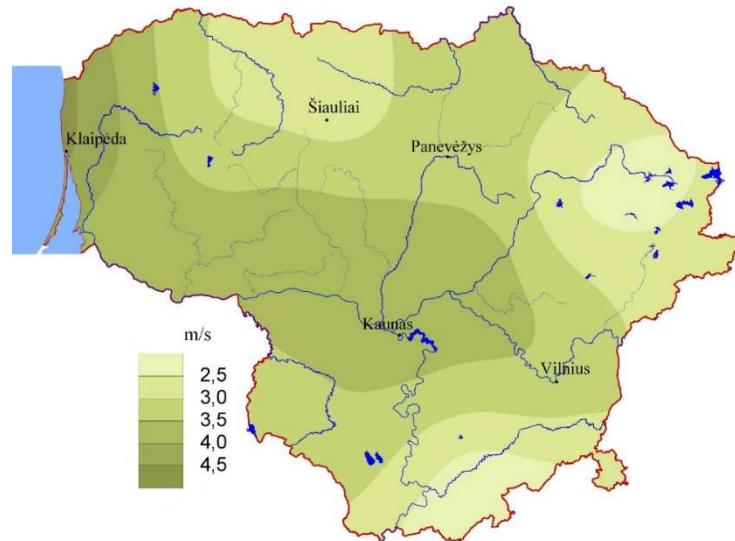 Šiauliai
Klaipėda
Panevėžys
Kaunas
Vilnius
m/s
2,5
3,0
3,5
4,0
4,5